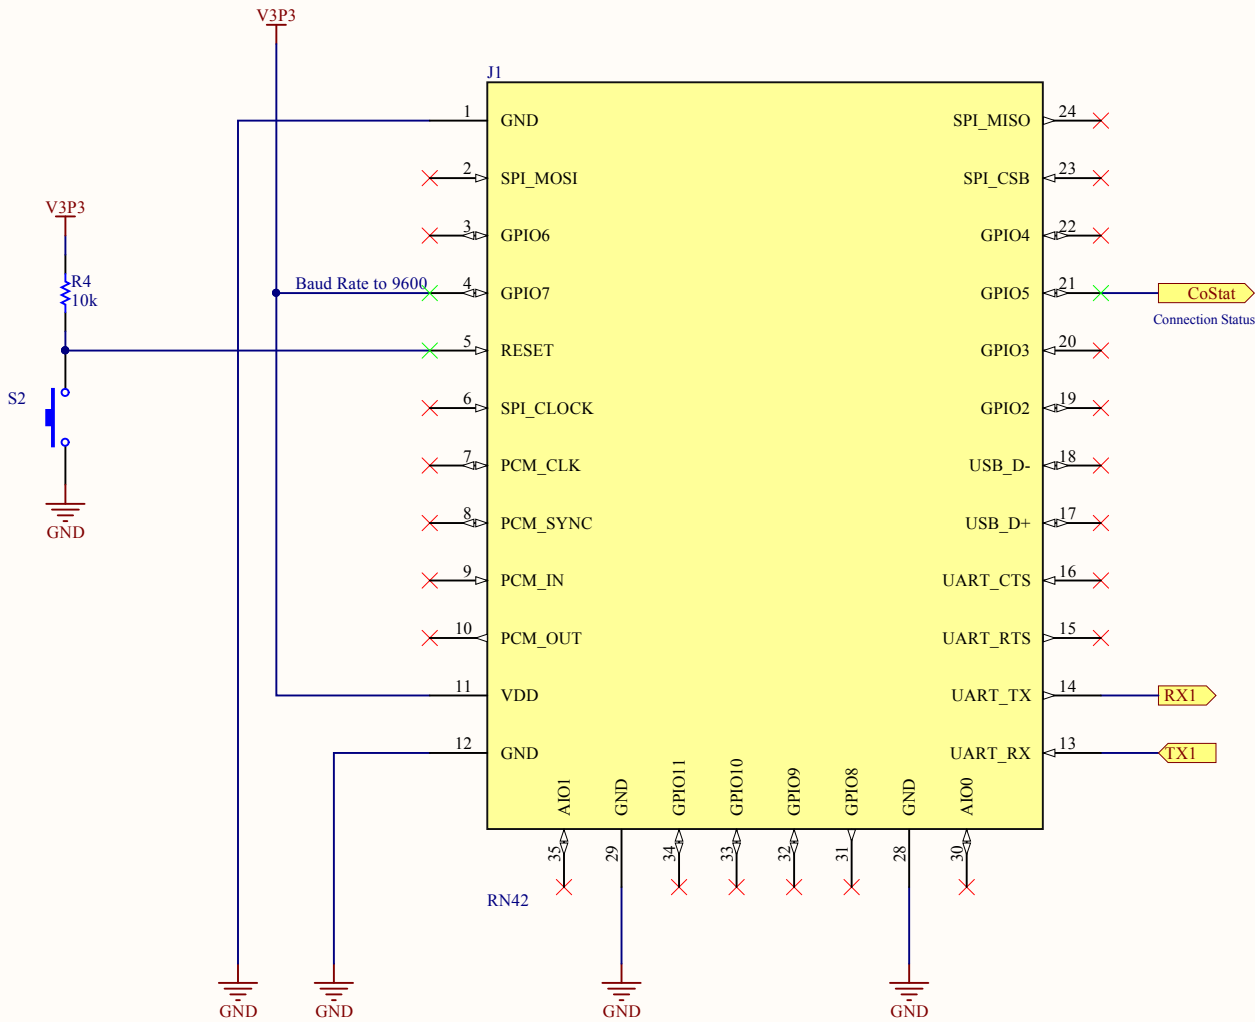 V3P3
J1
1 GND SPI_MISO 24
2 SPI_MOSI SPI_CSB 23
V3P3
3 GPIO6 GPIO4 22
R4
10k
Baud Rate to 9600 4 GPIO7 GPIO5 21 CoStat
Connection Status
5 RESET GPIO3 20
S2
6 SPI_CLOCK GPIO2 19
7 PCM_CLK USB_D- 18
8 PCM_SYNC USB_D+ 17
GND
9 PCM_IN UART_CTS 16
10 PCM_OUT UART_RTS 15
11 VDD UART_TX 14 RX1
12 GND UART_RX 13 TX1
AIO1 GND GPIO11 GPIO10 GPIO9 GPIO8 GND AIO0
35 29 34 33 32 31 28 30
RN42
GND GND GND GND